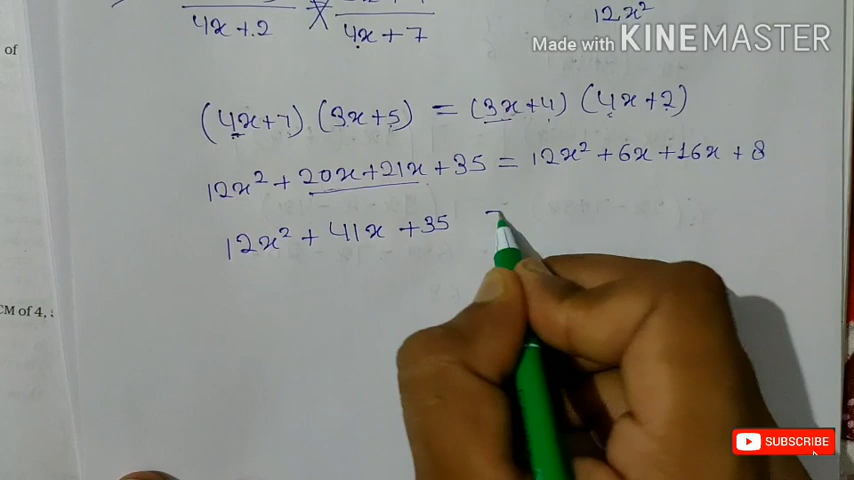 12x²
of
4x+2 4x+7
Made with KINEMASTER
(4x+7) (3x+5) = (3x+4) (4x+2)
12x² + 20x+21x + 35 = 12x² + 6x + 16x + 8
12x² + 41x + 35
CM of 4,
SUBSCRIBE